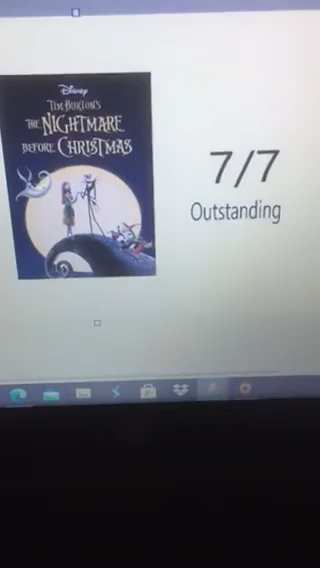 Disney
TIM BURTON'S
THE NIGHTMARE
BEFORE CHRISTMAS
7/7
Outstanding